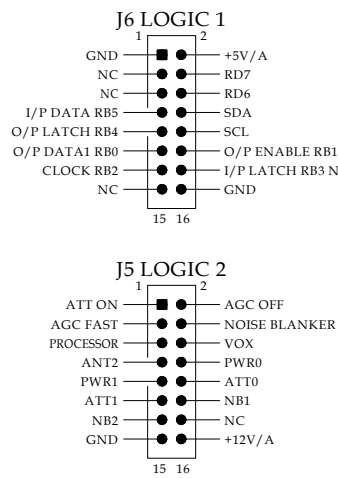 J6 LOGIC 1
1 2
GND +5V/A
NC RD7
NC RD6
I/P DATA RB5 SDA
O/P LATCH RB4 SCL
O/P DATA1 RB0 O/P ENABLE RB1
CLOCK RB2 I/P LATCH RB3 N
NC GND
15 16
J5 LOGIC 2
1 2
ATT ON AGC OFF
AGC FAST NOISE BLANKER
PROCESSOR VOX
ANT2 PWR0
PWR1 ATT0
ATT1 NB1
NB2 NC
GND +12V/A
15 16